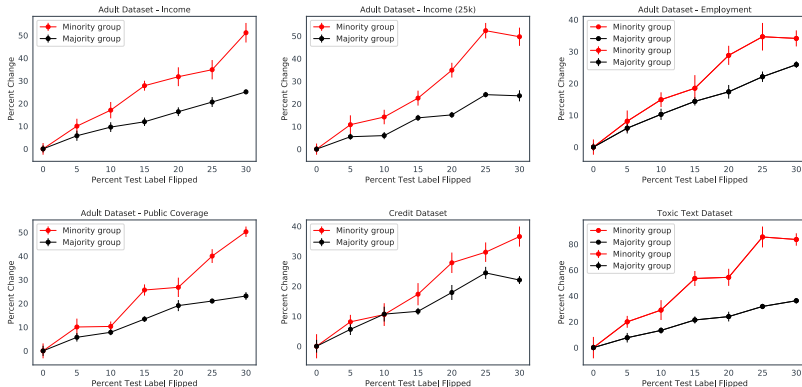 Adult Dataset – Income
Minority group
Majority group
50
40
30
20
10
0
Percent Change
0 5 10 15 20 25 30
Percent Test Label Flipped
Adult Dataset – Income (25k)
Minority group
Majority group
50
40
30
20
10
0
Percent Change
0 5 10 15 20 25 30
Percent Test Label Flipped
Adult Dataset – Employment
Minority group
Majority group
Minority group
Majority group
40
30
20
10
0
Percent Change
0 5 10 15 20 25 30
Percent Test Label Flipped
Adult Dataset – Public Coverage
Minority group
Majority group
50
40
30
20
10
0
Percent Change
0 5 10 15 20 25 30
Percent Test Label Flipped
Credit Dataset
Minority group
Majority group
40
30
20
10
0
Percent Change
0 5 10 15 20 25 30
Percent Test Label Flipped
Toxic Text Dataset
Minority group
Majority group
Minority group
Majority group
80
60
40
20
0
Percent Change
0 5 10 15 20 25 30
Percent Test Label Flipped